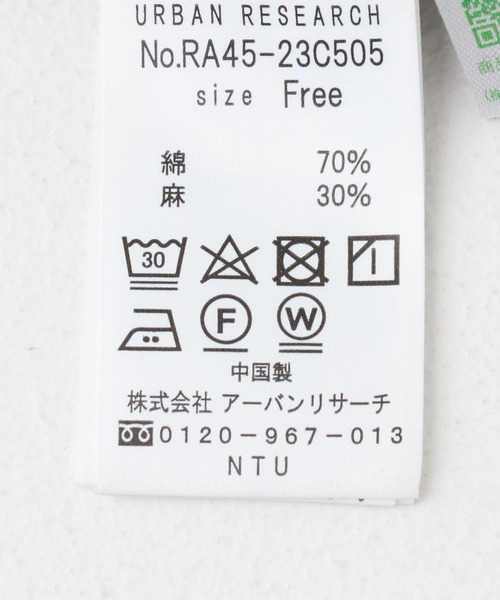 URBAN RESEARCH
No.RA45-23C505
size Free
綿 70%
麻 30%
30
F W
中国製
株式会社 アーバンリサーチ
0120-967-013
NTU